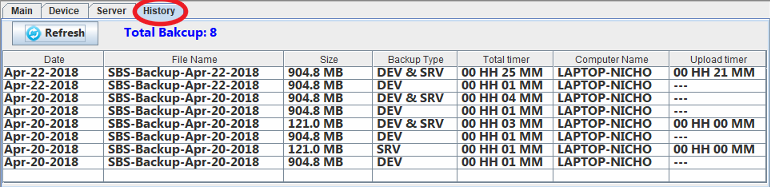 Main Device Server History
Refresh Total Bakcup: 8
Date File Name Size Backup Type Total timer Computer Name Upload timer
Apr-22-2018 SBS-Backup-Apr-22-2018 904.8 MB DEV & SRV 00 HH 25 MM LAPTOP-NICHO 00 HH 21 MM
Apr-22-2018 SBS-Backup-Apr-22-2018 904.8 MB DEV 00 HH 01 MM LAPTOP-NICHO ---
Apr-20-2018 SBS-Backup-Apr-20-2018 904.8 MB DEV & SRV 00 HH 04 MM LAPTOP-NICHO ---
Apr-20-2018 SBS-Backup-Apr-20-2018 904.8 MB DEV 00 HH 01 MM LAPTOP-NICHO ---
Apr-20-2018 SBS-Backup-Apr-20-2018 121.0 MB DEV & SRV 00 HH 03 MM LAPTOP-NICHO 00 HH 00 MM
Apr-20-2018 SBS-Backup-Apr-20-2018 904.8 MB DEV 00 HH 01 MM LAPTOP-NICHO ---
Apr-20-2018 SBS-Backup-Apr-20-2018 121.0 MB SRV 00 HH 01 MM LAPTOP-NICHO 00 HH 00 MM
Apr-20-2018 SBS-Backup-Apr-20-2018 904.8 MB DEV 00 HH 01 MM LAPTOP-NICHO ---